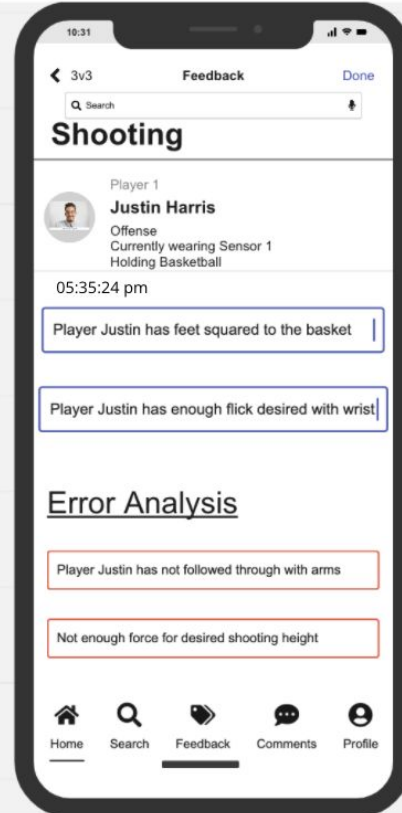 10:31
3v3
Feedback
Done
Search
Shooting
Player 1
Justin Harris
Offense
Currently wearing Sensor 1
Holding Basketball
05:35:24 pm
Player Justin has feet squared to the basket
Player Justin has enough flick desired with wrist
Error Analysis
Player Justin has not followed through with arms
Not enough force for desired shooting height
Home Search Feedback Comments Profile